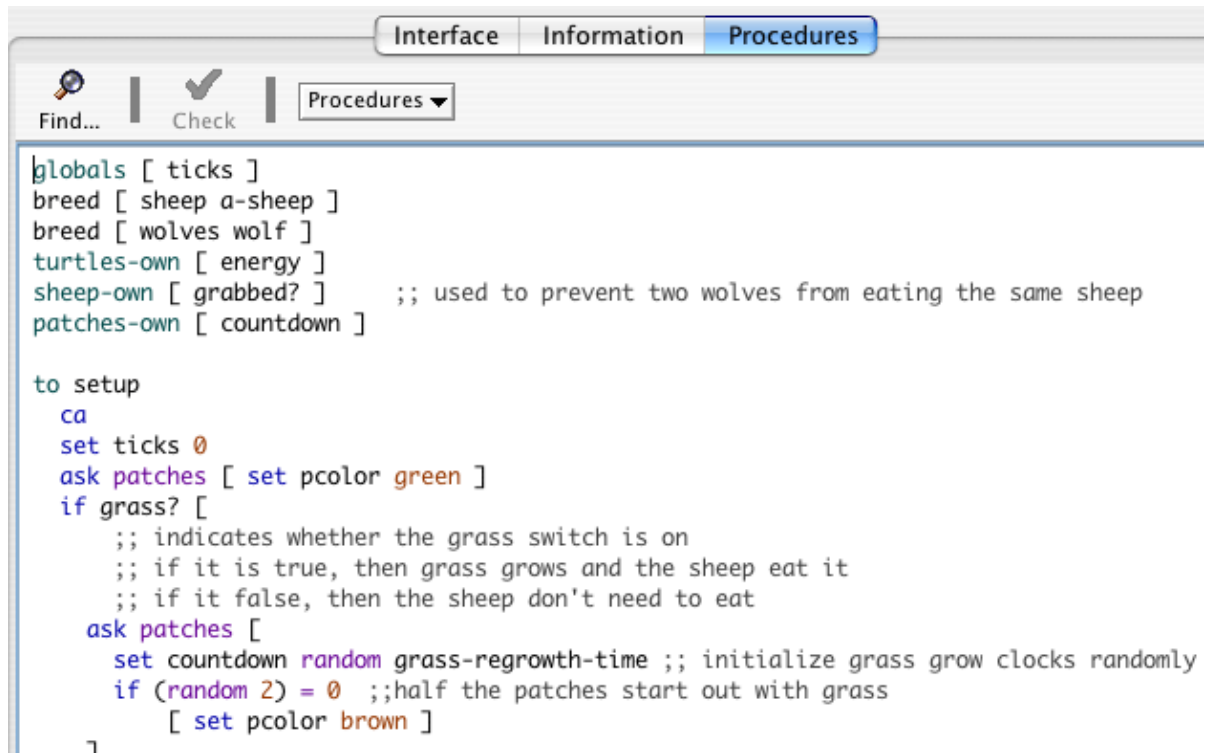 Interface Information Procedures
Find... Check Procedures
globals [ ticks ]
breed [ sheep a-sheep ]
breed [ wolves wolf ]
turtles-own [ energy ]
sheep-own [ grabbed? ]      ;; used to prevent two wolves from eating the same sheep
patches-own [ countdown ]

to setup
  ca
  set ticks 0
  ask patches [ set pcolor green ]
  if grass? [
      ;; indicates whether the grass switch is on
      ;; if it is true, then grass grows and the sheep eat it
      ;; if it false, then the sheep don't need to eat
    ask patches [
      set countdown random grass-regrowth-time ;; initialize grass grow clocks randomly
      if (random 2) = 0  ;;half the patches start out with grass
          [ set pcolor brown ]
    ]